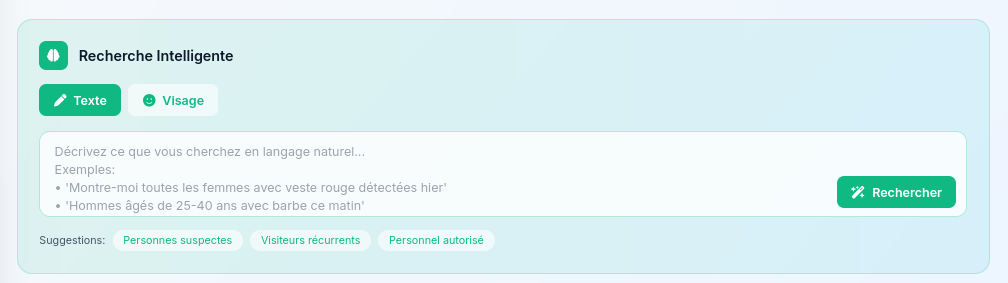 Recherche Intelligente
Texte
Visage
Décrivez ce que vous cherchez en langage naturel...
Exemples:
• 'Montre-moi toutes les femmes avec veste rouge détectées hier'
• 'Hommes âgés de 25-40 ans avec barbe ce matin'
Rechercher
Suggestions: Personnes suspectes Visiteurs récurrents Personnel autorisé